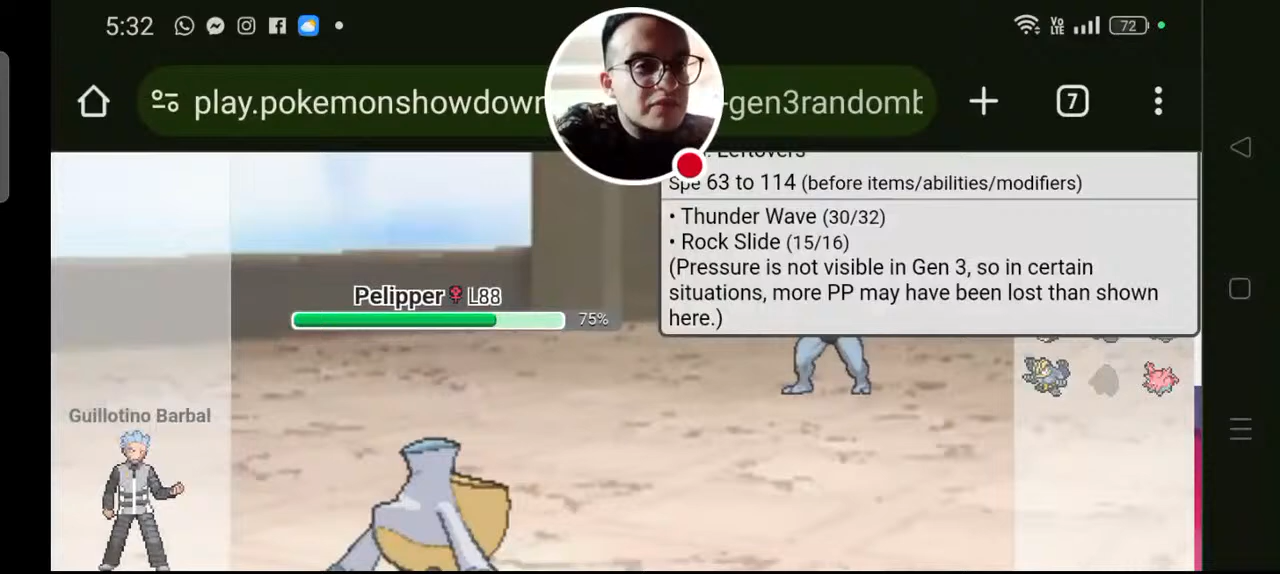 5:32
72
play.pokemonshowdown
-gen3randomb
7
Leftovers
Spe 63 to 114 (before items/abilities/modifiers)
• Thunder Wave (30/32)
• Rock Slide (15/16)
(Pressure is not visible in Gen 3, so in certain
situations, more PP may have been lost than shown
here.)
Pelipper ♀ L88
75%
Guillotino Barbal